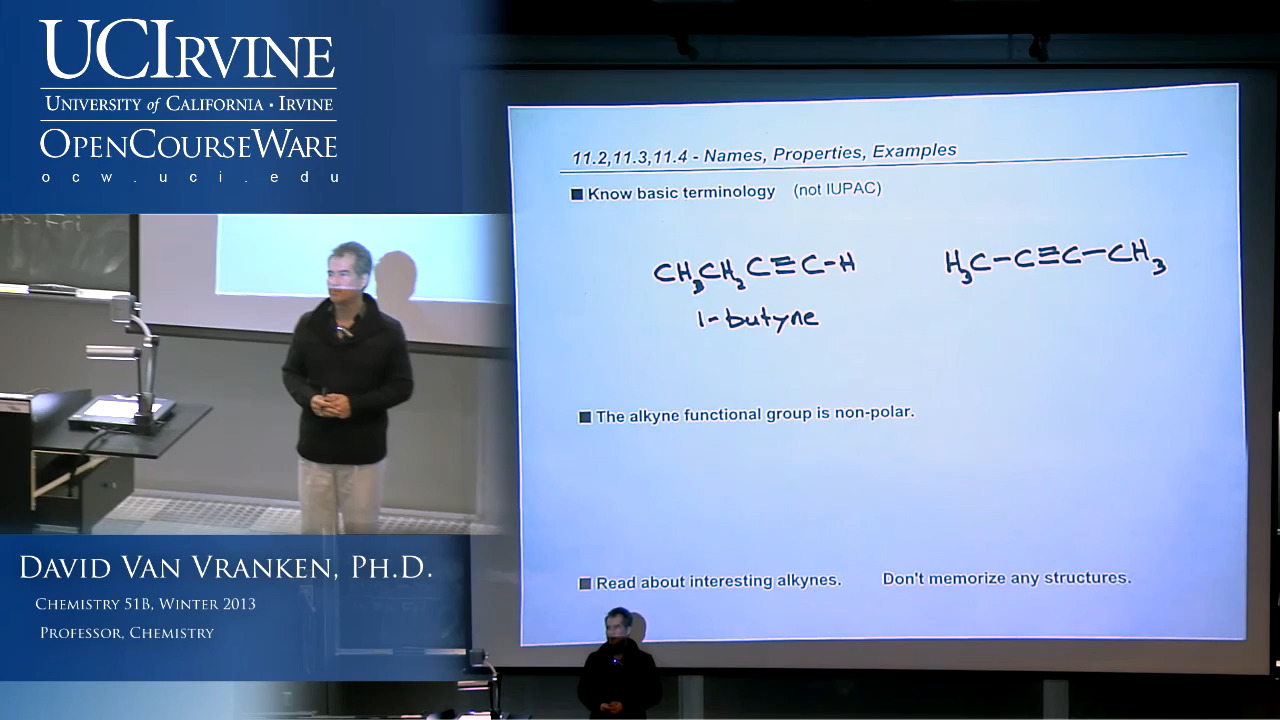 UCIRVINE
UNIVERSITY of CALIFORNIA · IRVINE
OPENCOURSEWARE
ocw.uci.edu
11.2,11.3,11.4 - Names, Properties, Examples
Know basic terminology (not IUPAC)
CH₃CH₂C≡C-H H₃C-C≡C-CH₃
1-butyne
The alkyne functional group is non-polar.
Read about interesting alkynes. Don't memorize any structures.
DAVID VAN VRANKEN, PH.D.
CHEMISTRY 51B, WINTER 2013
PROFESSOR, CHEMISTRY